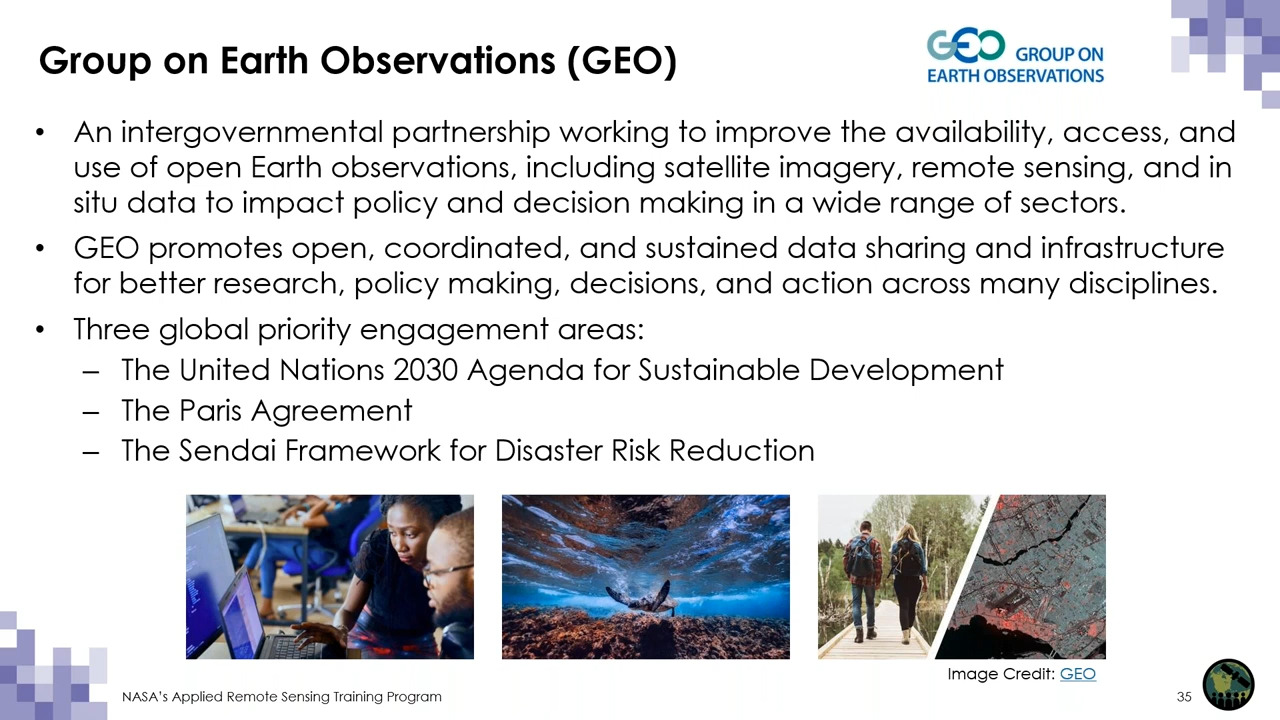 Group on Earth Observations (GEO)
GEO GROUP ON
EARTH OBSERVATIONS
• An intergovernmental partnership working to improve the availability, access, and
use of open Earth observations, including satellite imagery, remote sensing, and in
situ data to impact policy and decision making in a wide range of sectors.
• GEO promotes open, coordinated, and sustained data sharing and infrastructure
for better research, policy making, decisions, and action across many disciplines.
• Three global priority engagement areas:
– The United Nations 2030 Agenda for Sustainable Development
– The Paris Agreement
– The Sendai Framework for Disaster Risk Reduction
Image Credit: GEO
NASA's Applied Remote Sensing Training Program
35